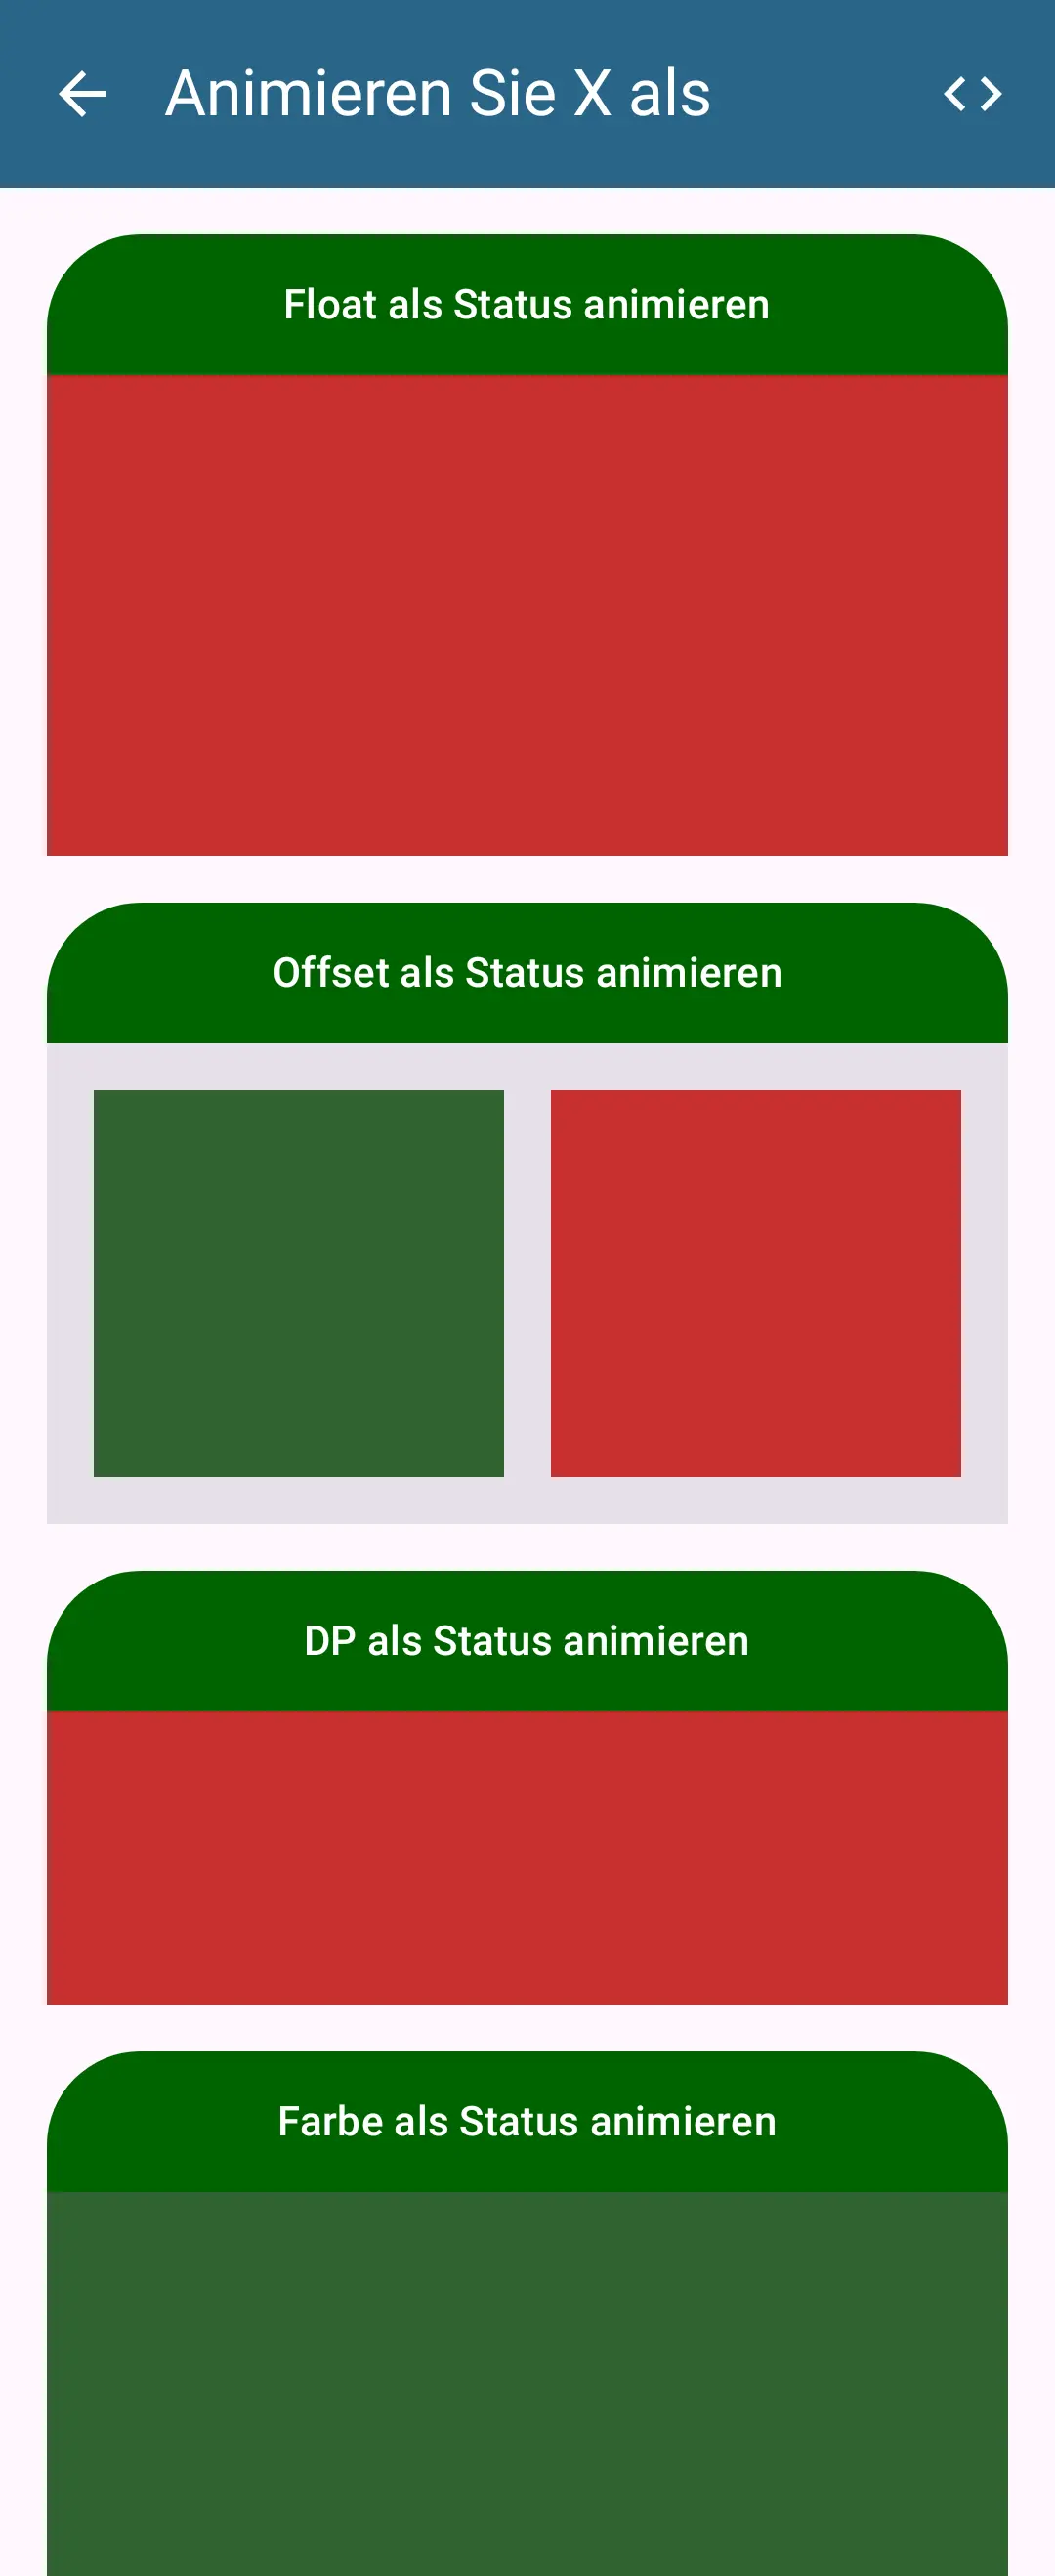 Animieren Sie X als
Float als Status animieren
Offset als Status animieren
DP als Status animieren
Farbe als Status animieren